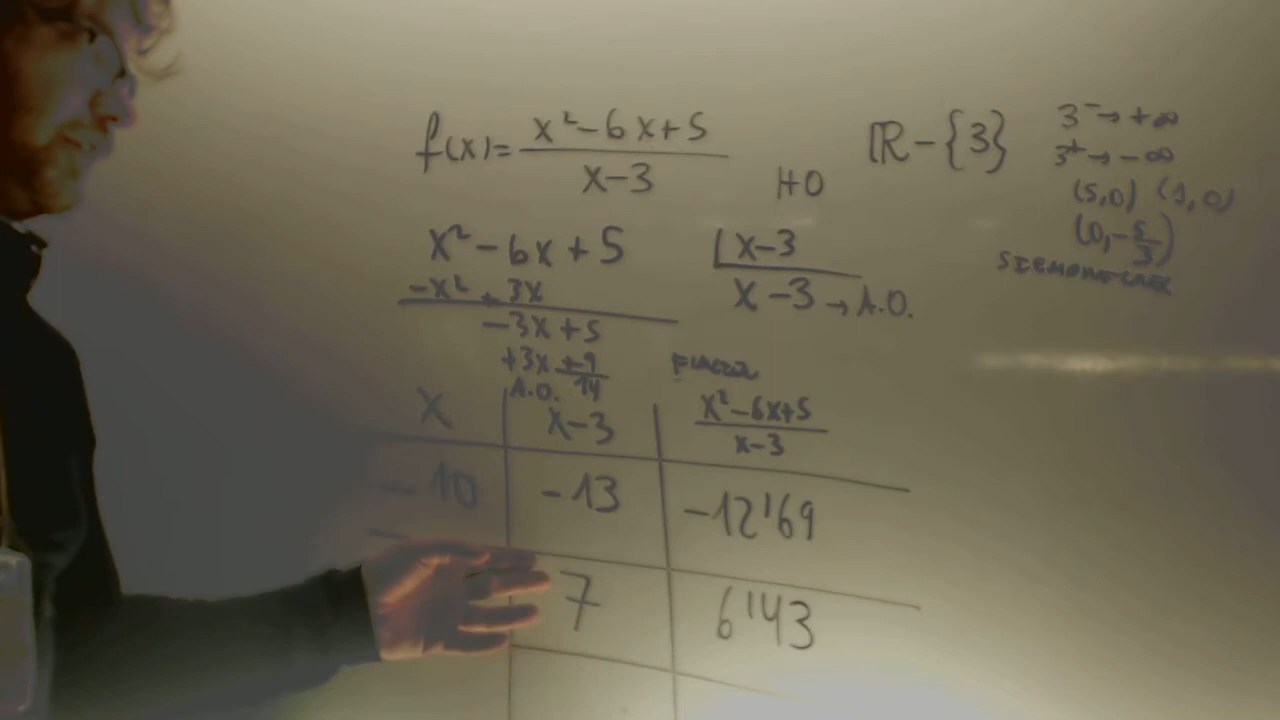 f(x)= x²-6x+5 / x-3
ℝ-{3}
3⁻→+∞
3⁺→-∞
H0
(5,0) (1,0)
(0,-5/3)
x²-6x+5 | x-3
-x²+3x
x-3→A.O.
-3x+5
+3x+9
14
A.O.
x | x-3 | x²-6x+5 / x-3
-10 | -13 | -12'69
7 | 6'43